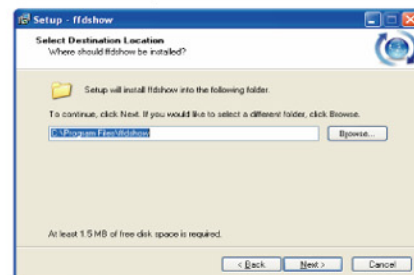 Setup - ffdshow
Select Destination Location
Where should ffdshow be installed?
Setup will install ffdshow into the following folder.
To continue, click Next. If you would like to select a different folder, click Browse.
C:\Program Files\ffdshow
Browse...
At least 1.5 MB of free disk space is required.
< Back
Next >
Cancel